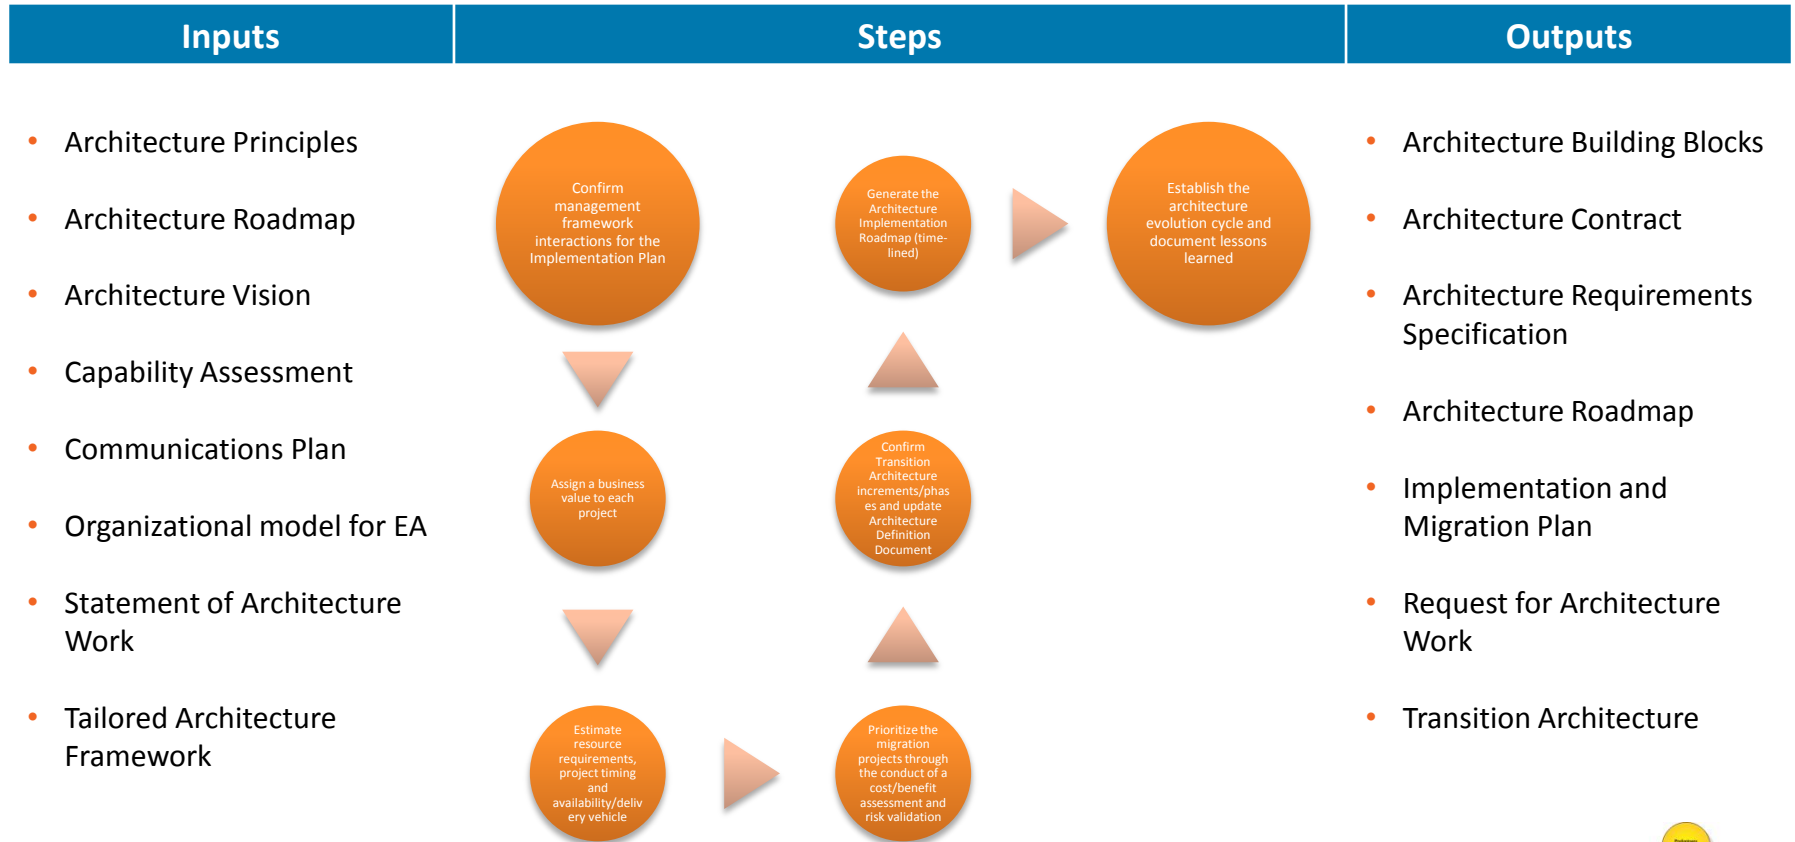 Inputs
Steps
Outputs
• Architecture Principles
• Architecture Roadmap
• Architecture Vision
• Capability Assessment
• Communications Plan
• Organizational model for EA
• Statement of Architecture
Work
• Tailored Architecture
Framework
Confirm
management
framework
interactions for the
Implementation Plan
Assign a business
value to each
project
Estimate
resource
requirements,
project timing
and
availability/deliv
ery vehicle
Prioritize the
migration
projects through
the conduct of a
cost/benefit
assessment and
risk validation
Confirm
Transition
Architecture
increments/phas
es and update
Architecture
Definition
Document
Generate the
Architecture
Implementation
Roadmap (time-
lined)
Establish the
architecture
evolution cycle and
document lessons
learned
• Architecture Building Blocks
• Architecture Contract
• Architecture Requirements
Specification
• Architecture Roadmap
• Implementation and
Migration Plan
• Request for Architecture
Work
• Transition Architecture